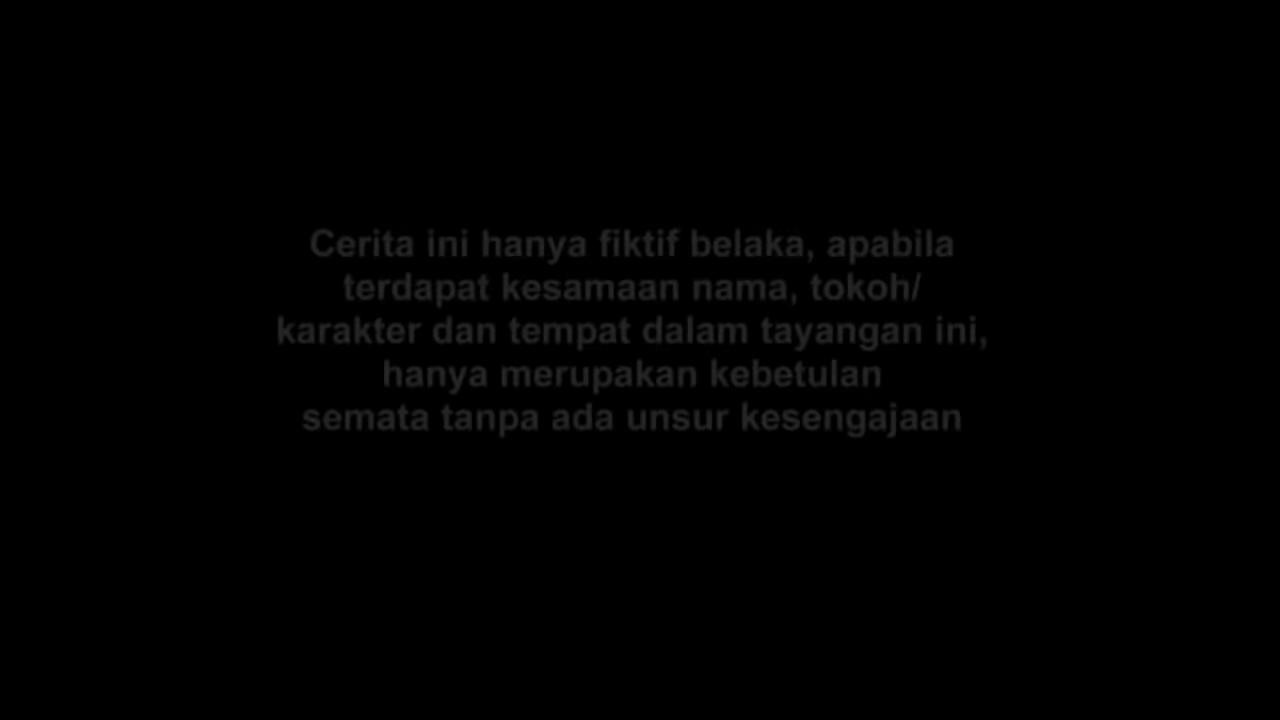 Cerita ini hanya fiktif belaka, apabila
terdapat kesamaan nama, tokoh/
karakter dan tempat dalam tayangan ini,
hanya merupakan kebetulan
semata tanpa ada unsur kesengajaan